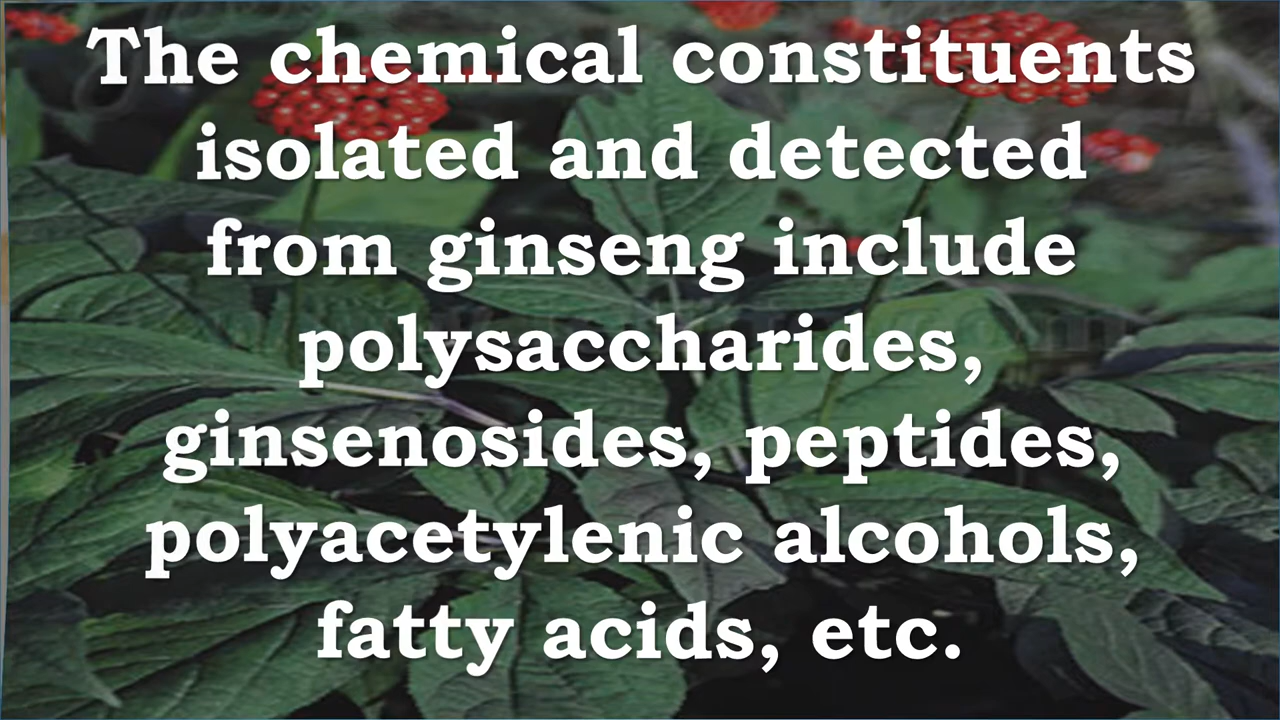 The chemical constituents
isolated and detected
from ginseng include
polysaccharides,
ginsenosides, peptides,
polyacetylenic alcohols,
fatty acids, etc.